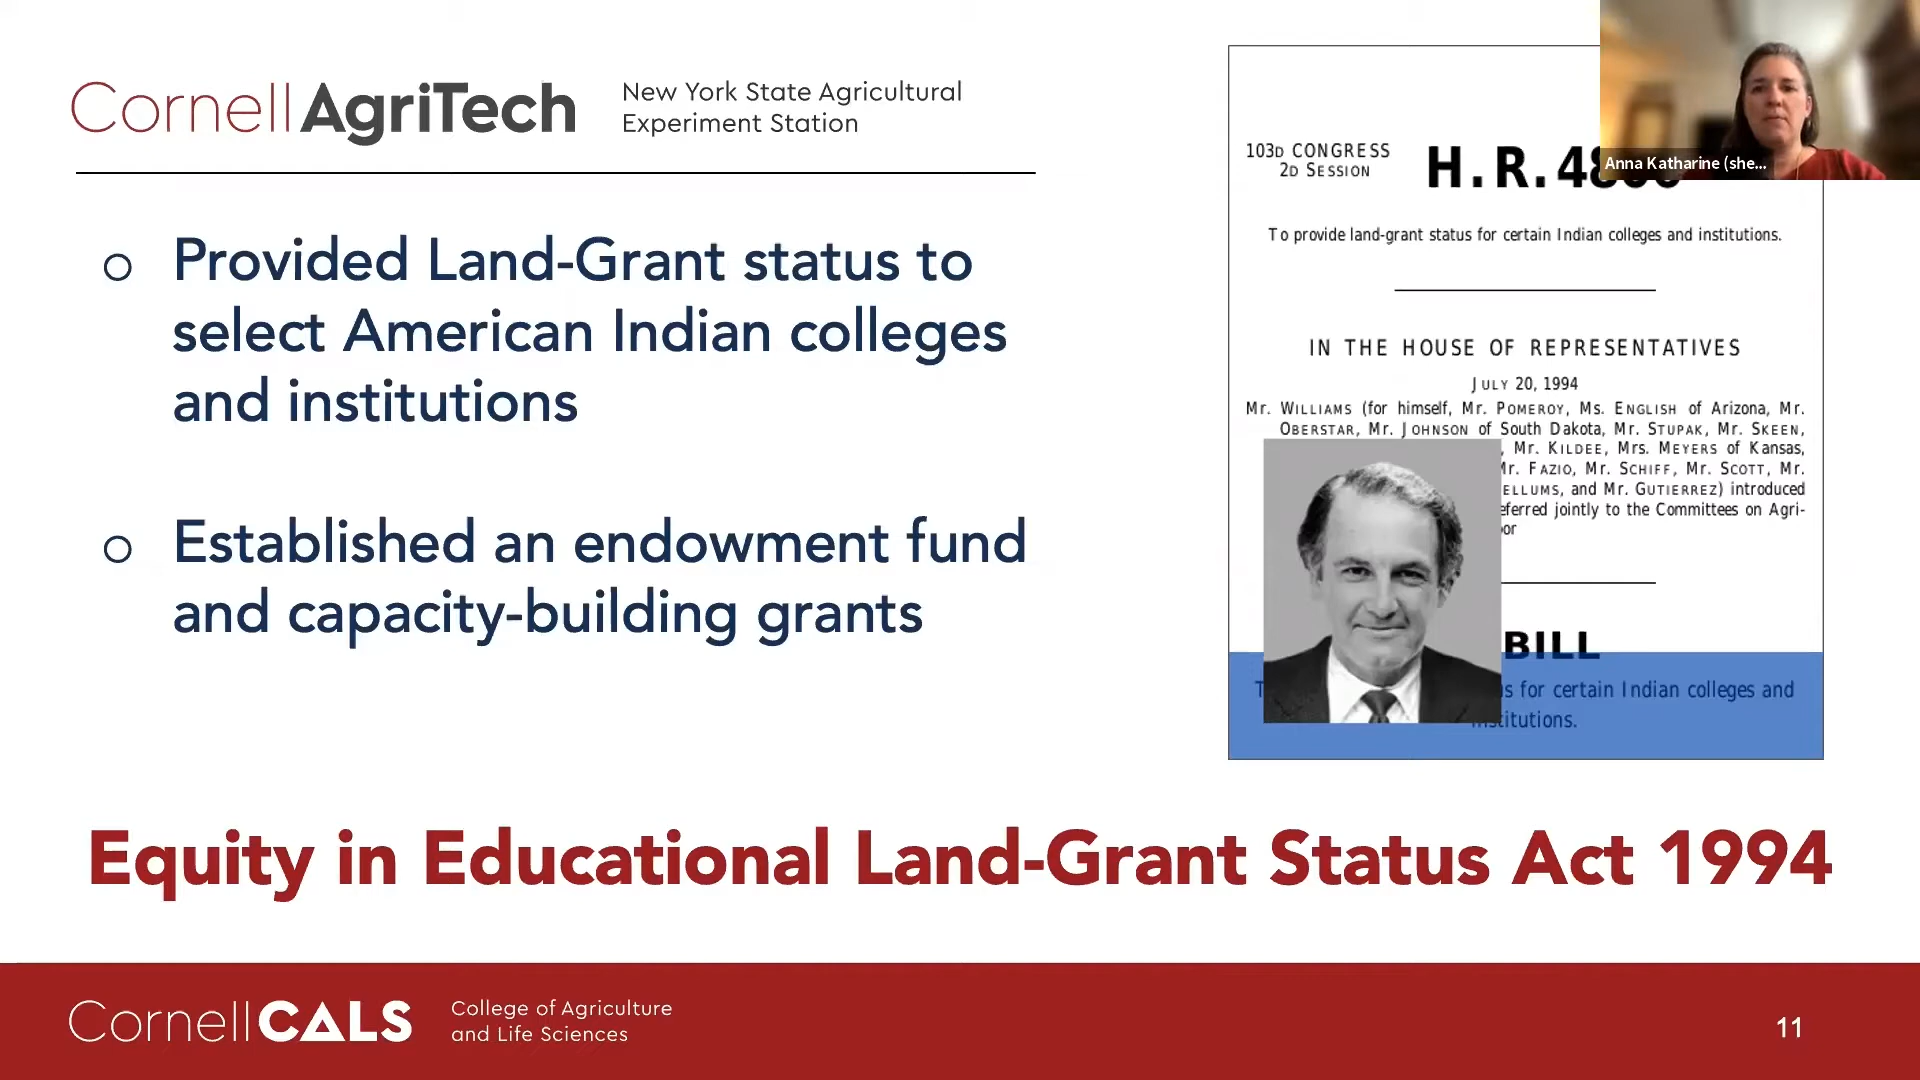 Cornell AgriTech
New York State Agricultural
Experiment Station
Provided Land-Grant status to
select American Indian colleges
and institutions
Established an endowment fund
and capacity-building grants
103D CONGRESS
2D SESSION
H. R.
Anna Katharine (she...
To provide land-grant status for certain Indian colleges and institutions.
IN THE HOUSE OF REPRESENTATIVES
JULY 20, 1994
Mr. WILLIAMS (for himself, Mr. POMEROY, Ms. ENGLISH of Arizona, Mr.
OBERSTAR, Mr. JOHNSON of South Dakota, Mr. STUPAK, Mr. SKEEN,
Mr. KILDEE, Mrs. MEYERS of Kansas,
FAZIO, Mr. SCHIFF, Mr. SCOTT, Mr.
and Mr. GUTIERREZ) introduced
jointly to the Committees on Agri-
BILL
for certain Indian colleges and
Equity in Educational Land-Grant Status Act 1994
Cornell CALS
College of Agriculture
and Life Sciences
11